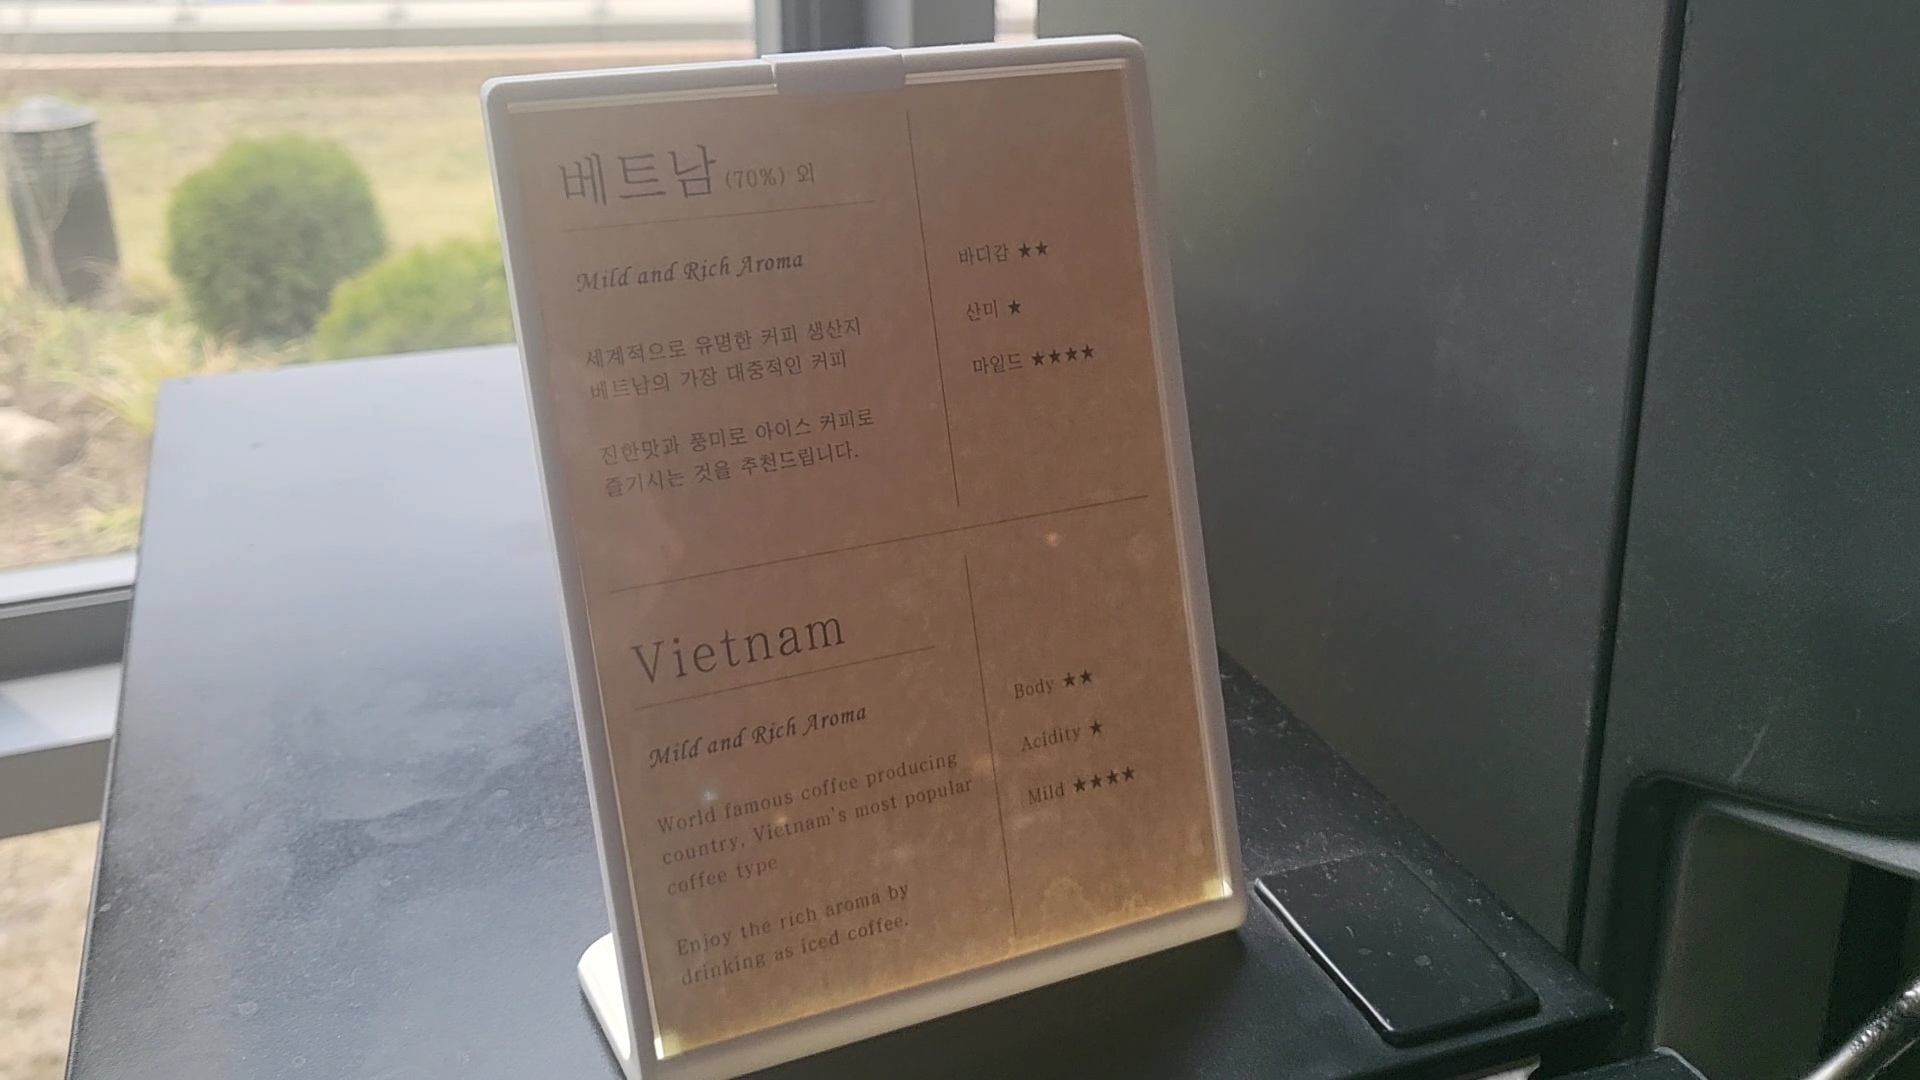 베트남 (70%) 외
Mild and Rich Aroma
세계적으로 유명한 커피 생산지
베트남의 가장 대중적인 커피
진한맛과 풍미로 아이스 커피로
즐기시는 것을 추천드립니다.
바디감 ★★
산미 ★
마일드 ★★★★
Vietnam
Mild and Rich Aroma
World famous coffee producing
country, Vietnam's most popular
coffee type
Enjoy the rich aroma by
drinking as iced coffee.
Body ★★
Acidity ★
Mild ★★★★